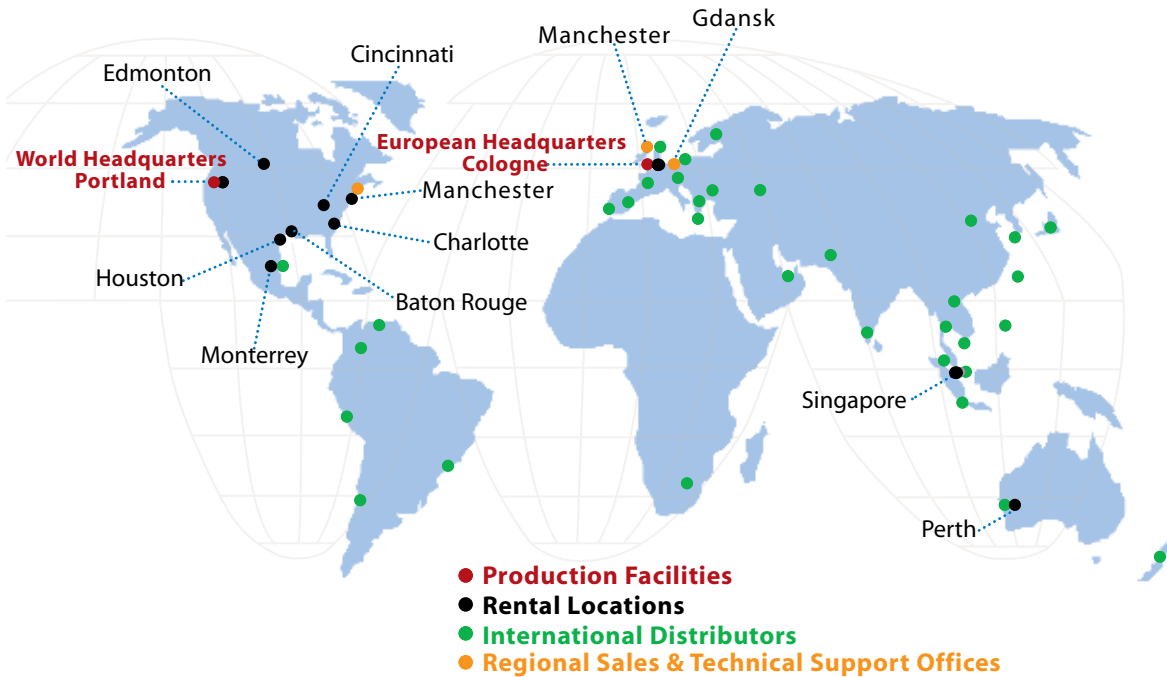 Gdansk
Manchester
Cincinnati
Edmonton
European Headquarters
Cologne
World Headquarters
Portland
Manchester
Charlotte
Houston
Baton Rouge
Monterrey
Singapore
Perth
Production Facilities
Rental Locations
International Distributors
Regional Sales & Technical Support Offices